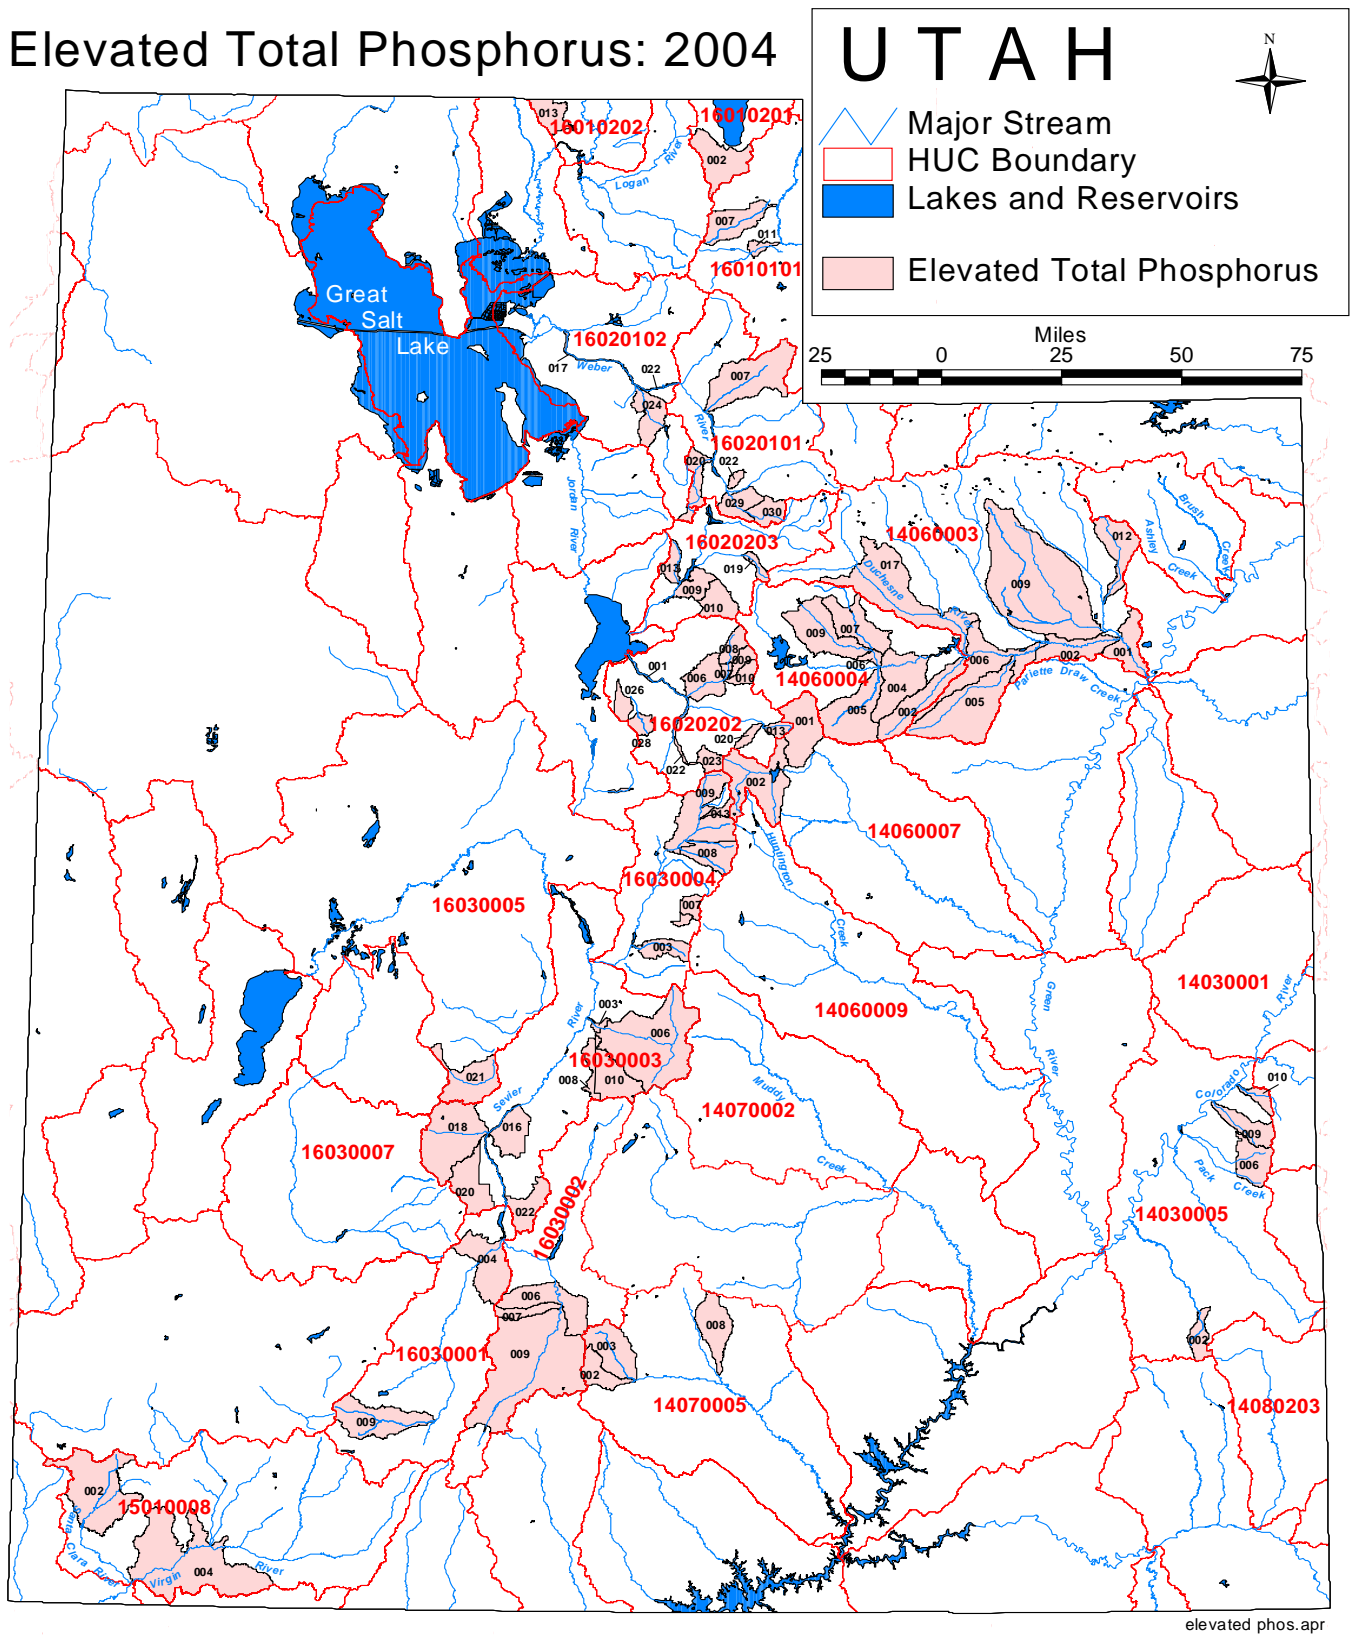 Elevated Total Phosphorus: 2004
UTAH
N
Major Stream
HUC Boundary
Lakes and Reservoirs
Elevated Total Phosphorus
Miles
25 0 25 50 75
013
16010202
16010201
002
Logan
River
007
011
16010101
Great
Salt
Lake
16020102
017
Weber
022
007
024
River
16020101
020
022
029
030
Jordan River
16020203
14060003
012
Brush
Creek
Ashley
Creek
013
019
017
009
Duchesne
River
009
010
009
007
001
008
009
006
007
010
006
14060004
006
002
001
Pariette Draw Creek
026
004
005
002
005
16020202
028
020
013
001
022
023
002
009
013
14060007
008
Huntington
Creek
16030004
007
16030005
003
14030001
River
Green
River
14060009
River
003
006
16030003
008
010
021
Sevier
Muddy
Creek
14070002
010
Colorado
009
006
Pack
Creek
14030005
018
016
16030007
020
022
16030002
004
006
007
008
002
16030001
009
003
002
14070005
14080203
009
002
15010008
Santa
Clara River
004
Virgin
River
elevated phos.apr